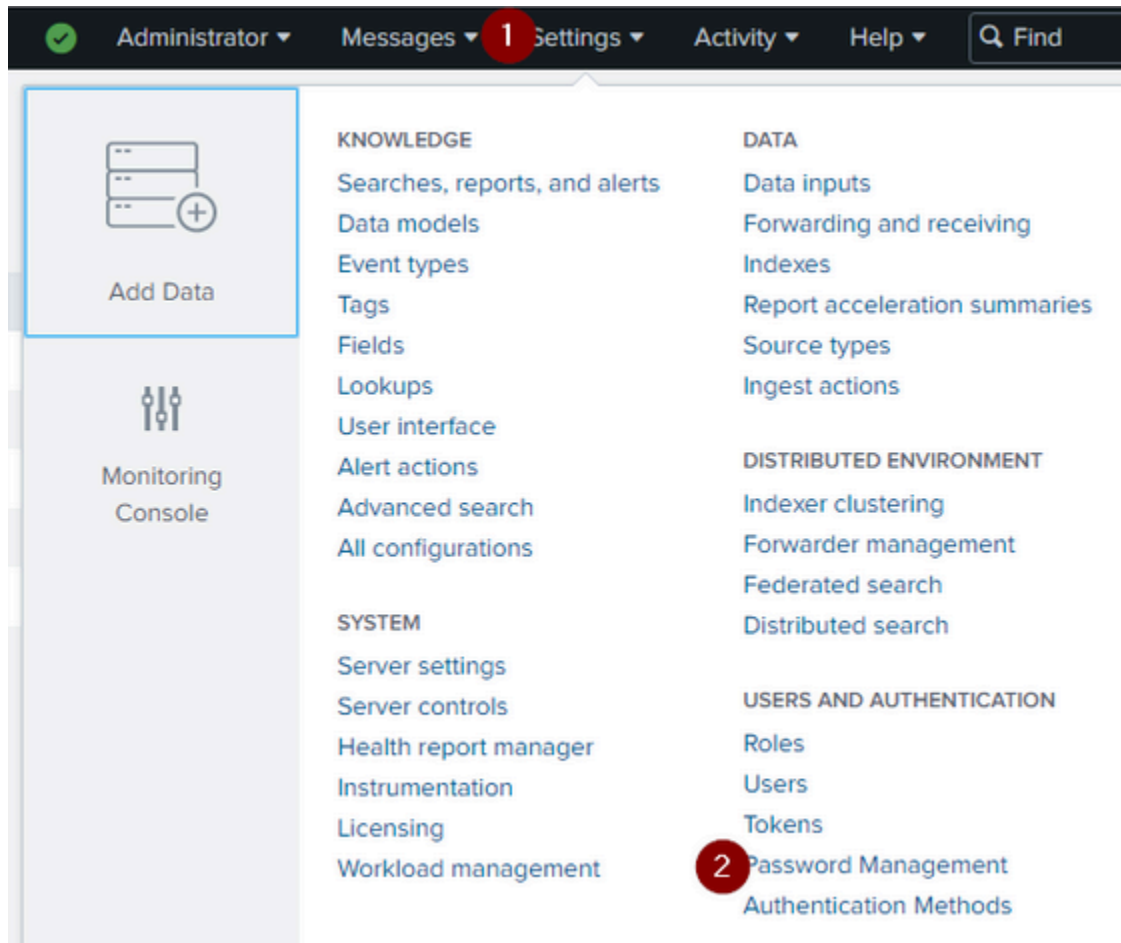 Administrator ▾ Messages ▾ 1 Settings ▾ Activity ▾ Help ▾ Find
Add Data
Monitoring
Console
KNOWLEDGE
Searches, reports, and alerts
Data models
Event types
Tags
Fields
Lookups
User interface
Alert actions
Advanced search
All configurations
SYSTEM
Server settings
Server controls
Health report manager
Instrumentation
Licensing
Workload management
DATA
Data inputs
Forwarding and receiving
Indexes
Report acceleration summaries
Source types
Ingest actions
DISTRIBUTED ENVIRONMENT
Indexer clustering
Forwarder management
Federated search
Distributed search
USERS AND AUTHENTICATION
Roles
Users
Tokens
2 Password Management
Authentication Methods